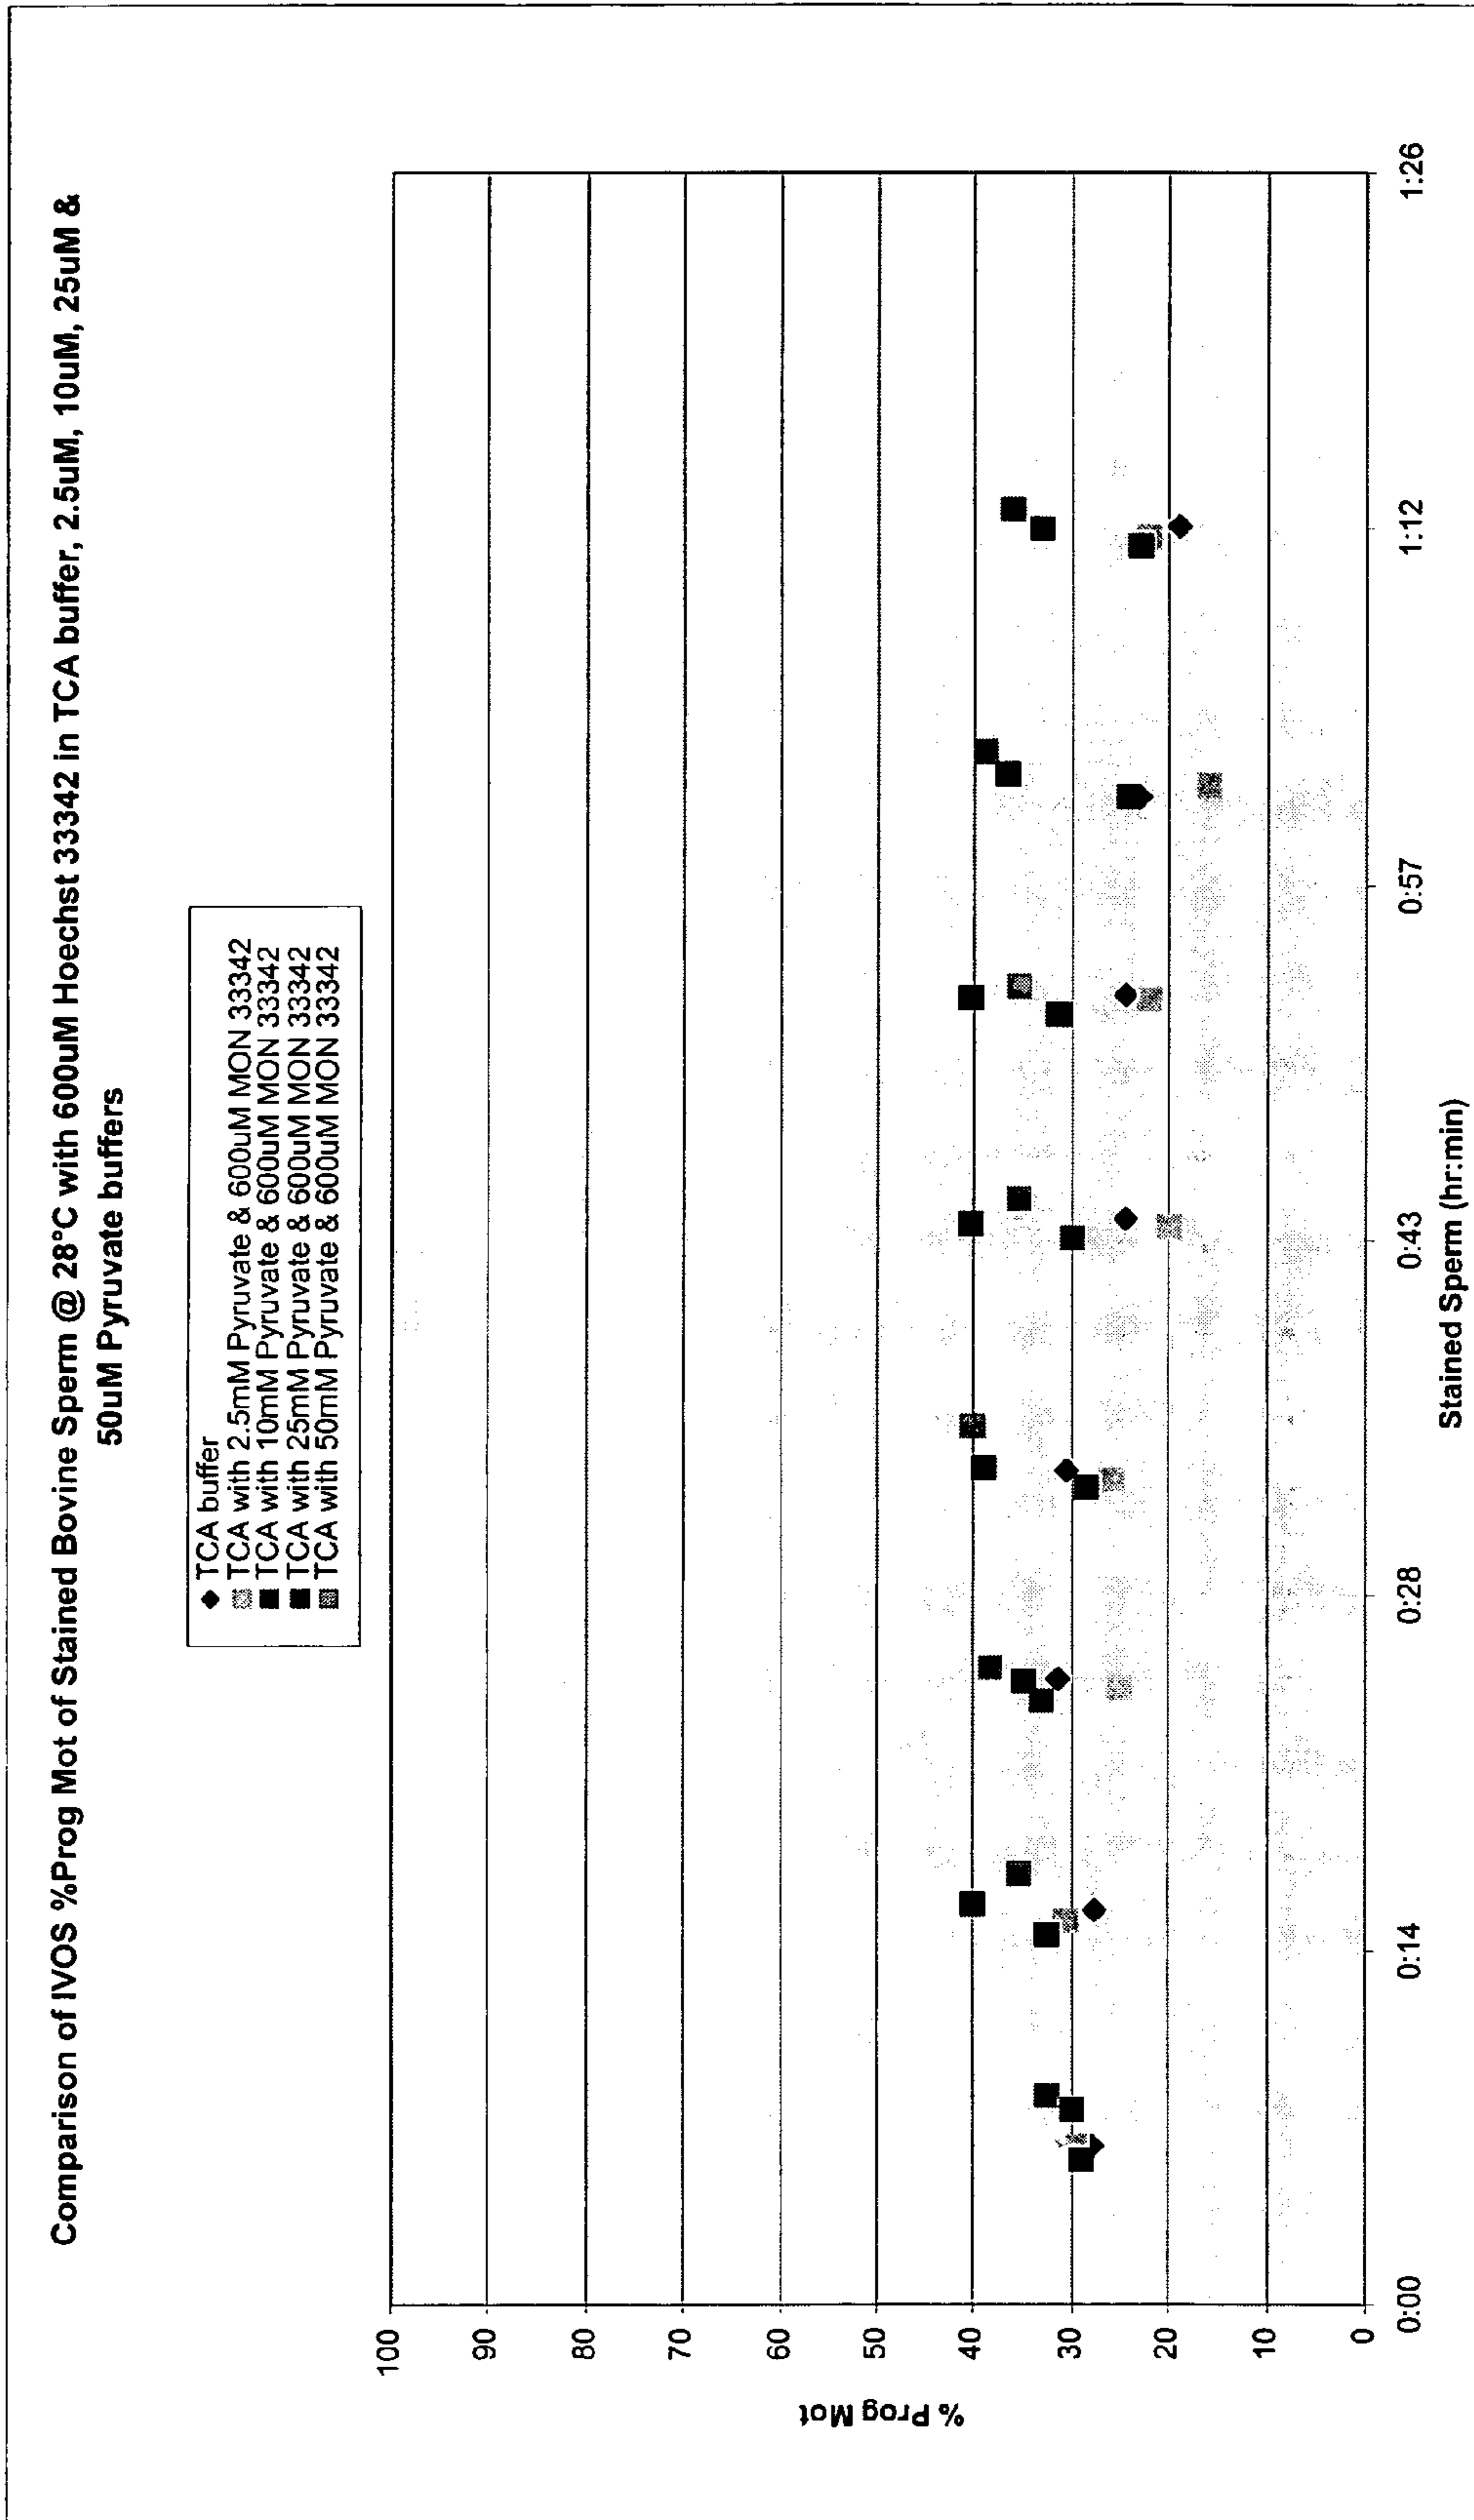 Comparison of IVOS %Prog Mot of Stained Bovine Sperm @ 28°C with 600uM Hoechst 33342 in TCA buffer, 2.5uM, 10uM, 25uM &
50uM Pyruvate buffers
TCA buffer
TCA with 2.5mM Pyruvate & 600uM MON 33342
TCA with 10mM Pyruvate & 600uM MON 33342
TCA with 25mM Pyruvate & 600uM MON 33342
TCA with 50mM Pyruvate & 600uM MON 33342
% Prog Mot
100
90
80
70
60
50
40
30
20
10
0
0:00
0:14
0:28
0:43
0:57
1:12
1:26
Stained Sperm (hr:min)